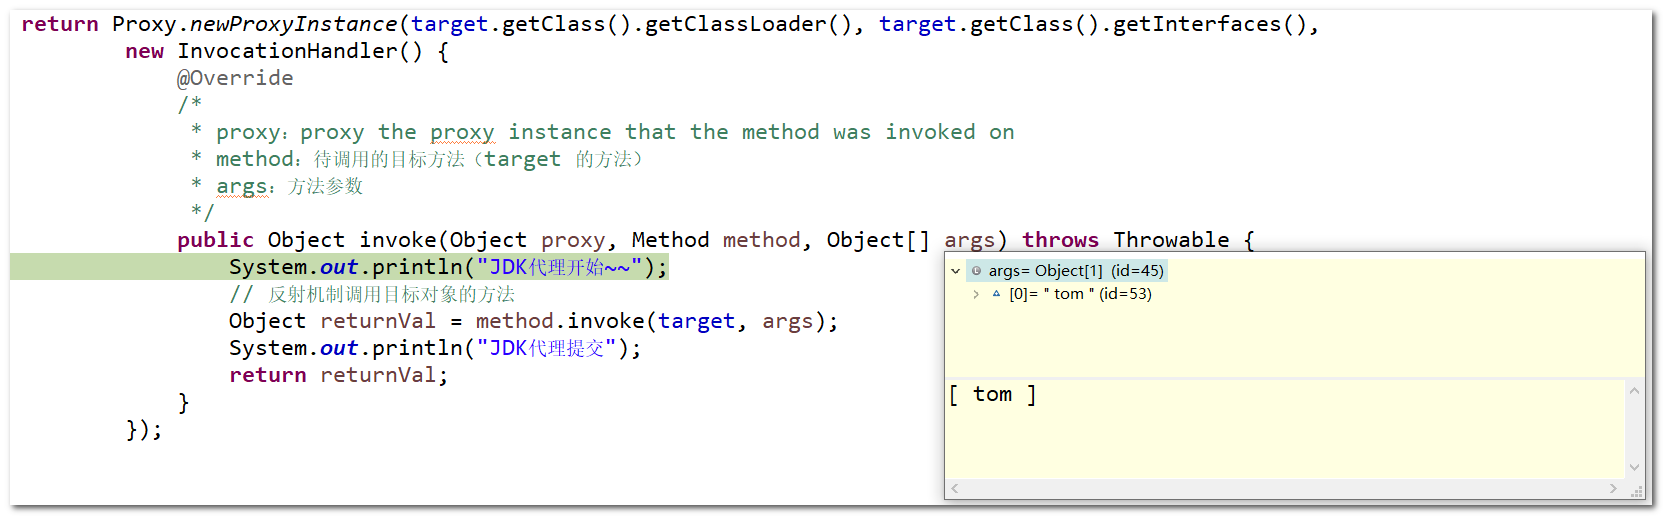 return Proxy.newProxyInstance(target.getClass().getClassLoader(), target.getClass().getInterfaces(),
new InvocationHandler() {
@Override
/*
* proxy：proxy the proxy instance that the method was invoked on
* method：待调用的目标方法（target 的方法）
* args：方法参数
*/
public Object invoke(Object proxy, Method method, Object[] args) throws Throwable {
System.out.println("JDK代理开始~~");
// 反射机制调用目标对象的方法
Object returnVal = method.invoke(target, args);
System.out.println("JDK代理提交");
return returnVal;
}
});
args= Object[1] (id=45)
[0]= " tom " (id=53)
[ tom ]